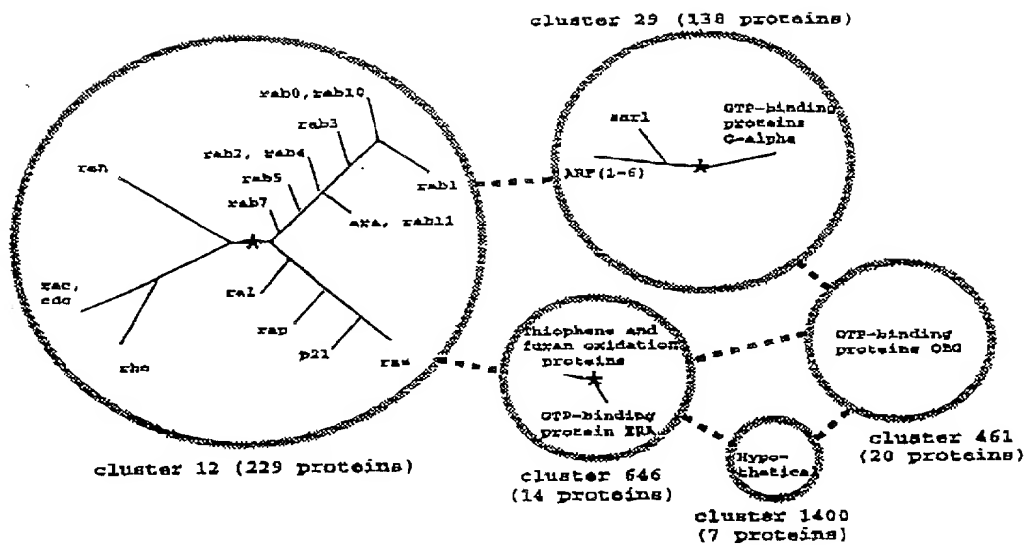 cluster 29 (138 proteins)
rab8, rab10
rab3
rab2, rab4
rab5
rab7
rab1
ara, rab11
ran
rac,
cdc
rho
ral
rap
p21
ras
cluster 12 (229 proteins)
sar1
GTP-binding
proteins
G-alpha
ARF(1-6)
Thiophene and
furan oxidation
proteins
GTP-binding
protein ERA
cluster 646
(14 proteins)
GTP-binding
proteins OBG
cluster 461
(20 proteins)
Hypo-
thetical
cluster 1400
(7 proteins)